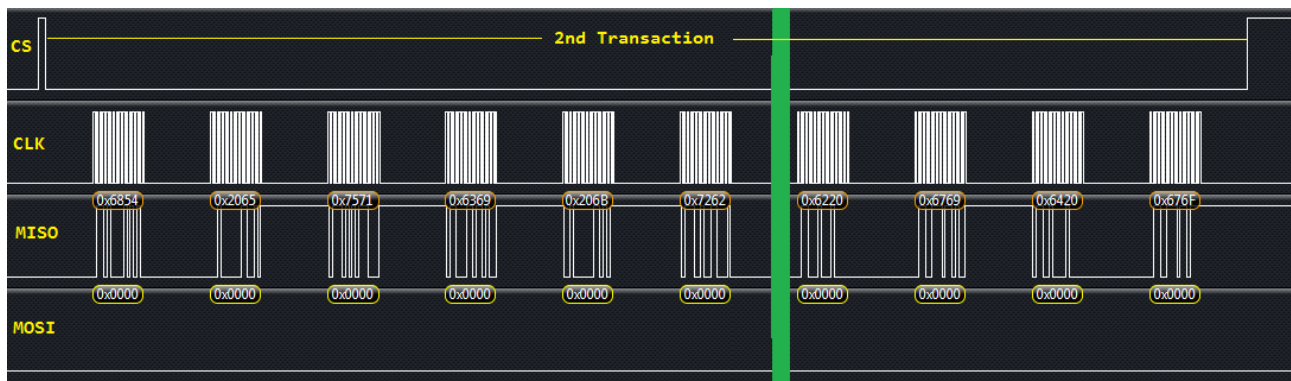 CS
2nd Transaction
CLK
0x6854 0x2065 0x7571 0x6369 0x206B 0x7262 0x6220 0x6769 0x6420 0x676F
MISO
0x0000 0x0000 0x0000 0x0000 0x0000 0x0000 0x0000 0x0000 0x0000 0x0000
MOSI